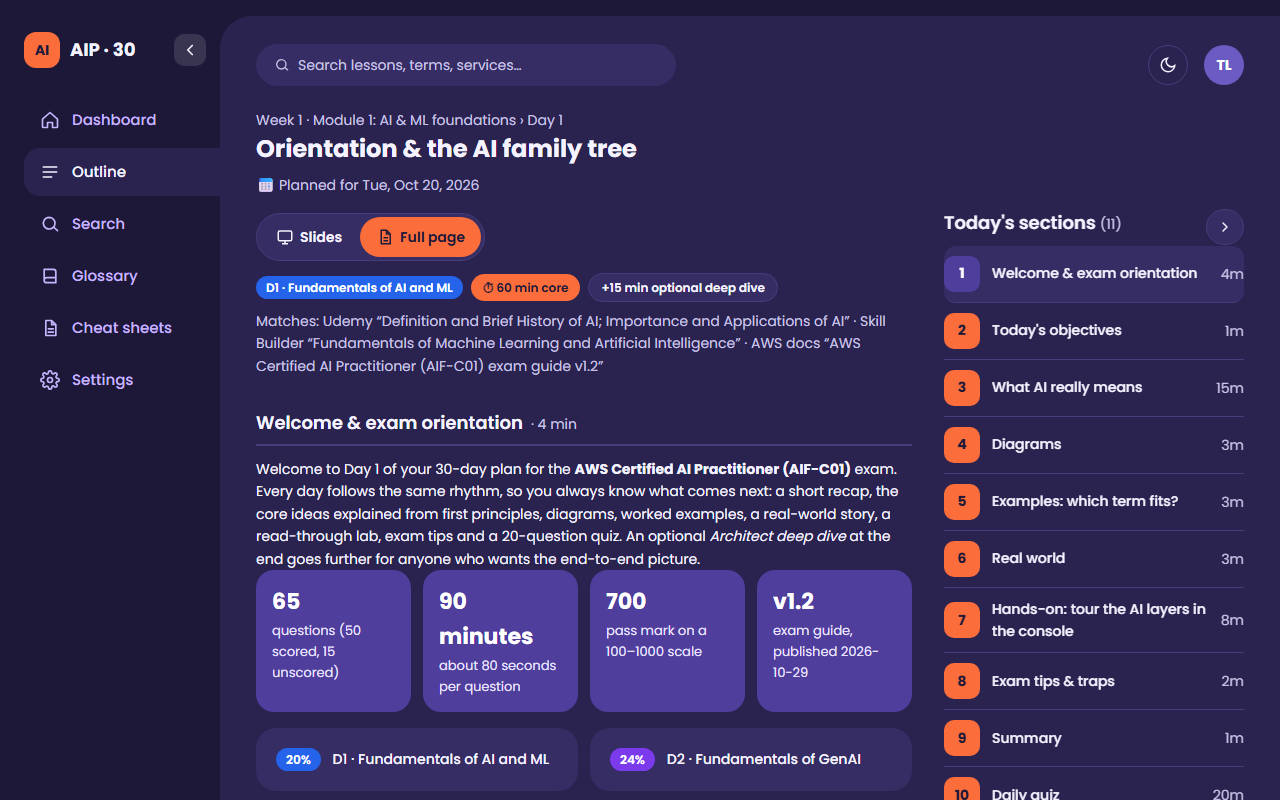 AI AIP · 30
Dashboard
Outline
Search
Glossary
Cheat sheets
Settings
Search lessons, terms, services…
TL
Week 1 · Module 1: AI & ML foundations › Day 1
Orientation & the AI family tree
Planned for Tue, Oct 20, 2026
Slides
Full page
D1 · Fundamentals of AI and ML
⏱ 60 min core
+15 min optional deep dive
Matches: Udemy “Definition and Brief History of AI; Importance and Applications of AI” · Skill
Builder “Fundamentals of Machine Learning and Artificial Intelligence” · AWS docs “AWS
Certified AI Practitioner (AIF-C01) exam guide v1.2”
Welcome & exam orientation · 4 min
Welcome to Day 1 of your 30-day plan for the AWS Certified AI Practitioner (AIF-C01) exam.
Every day follows the same rhythm, so you always know what comes next: a short recap, the
core ideas explained from first principles, diagrams, worked examples, a real-world story, a
read-through lab, exam tips and a 20-question quiz. An optional Architect deep dive at the
end goes further for anyone who wants the end-to-end picture.
65
questions (50
scored, 15
unscored)
90
minutes
about 80 seconds
per question
700
pass mark on a
100–1000 scale
v1.2
exam guide,
published 2026-
10-29
20% D1 · Fundamentals of AI and ML
24% D2 · Fundamentals of GenAI
Today's sections (11)
1 Welcome & exam orientation 4m
2 Today's objectives 1m
3 What AI really means 15m
4 Diagrams 3m
5 Examples: which term fits? 3m
6 Real world 3m
7 Hands-on: tour the AI layers in
the console 8m
8 Exam tips & traps 2m
9 Summary 1m
10 Daily quiz 20m